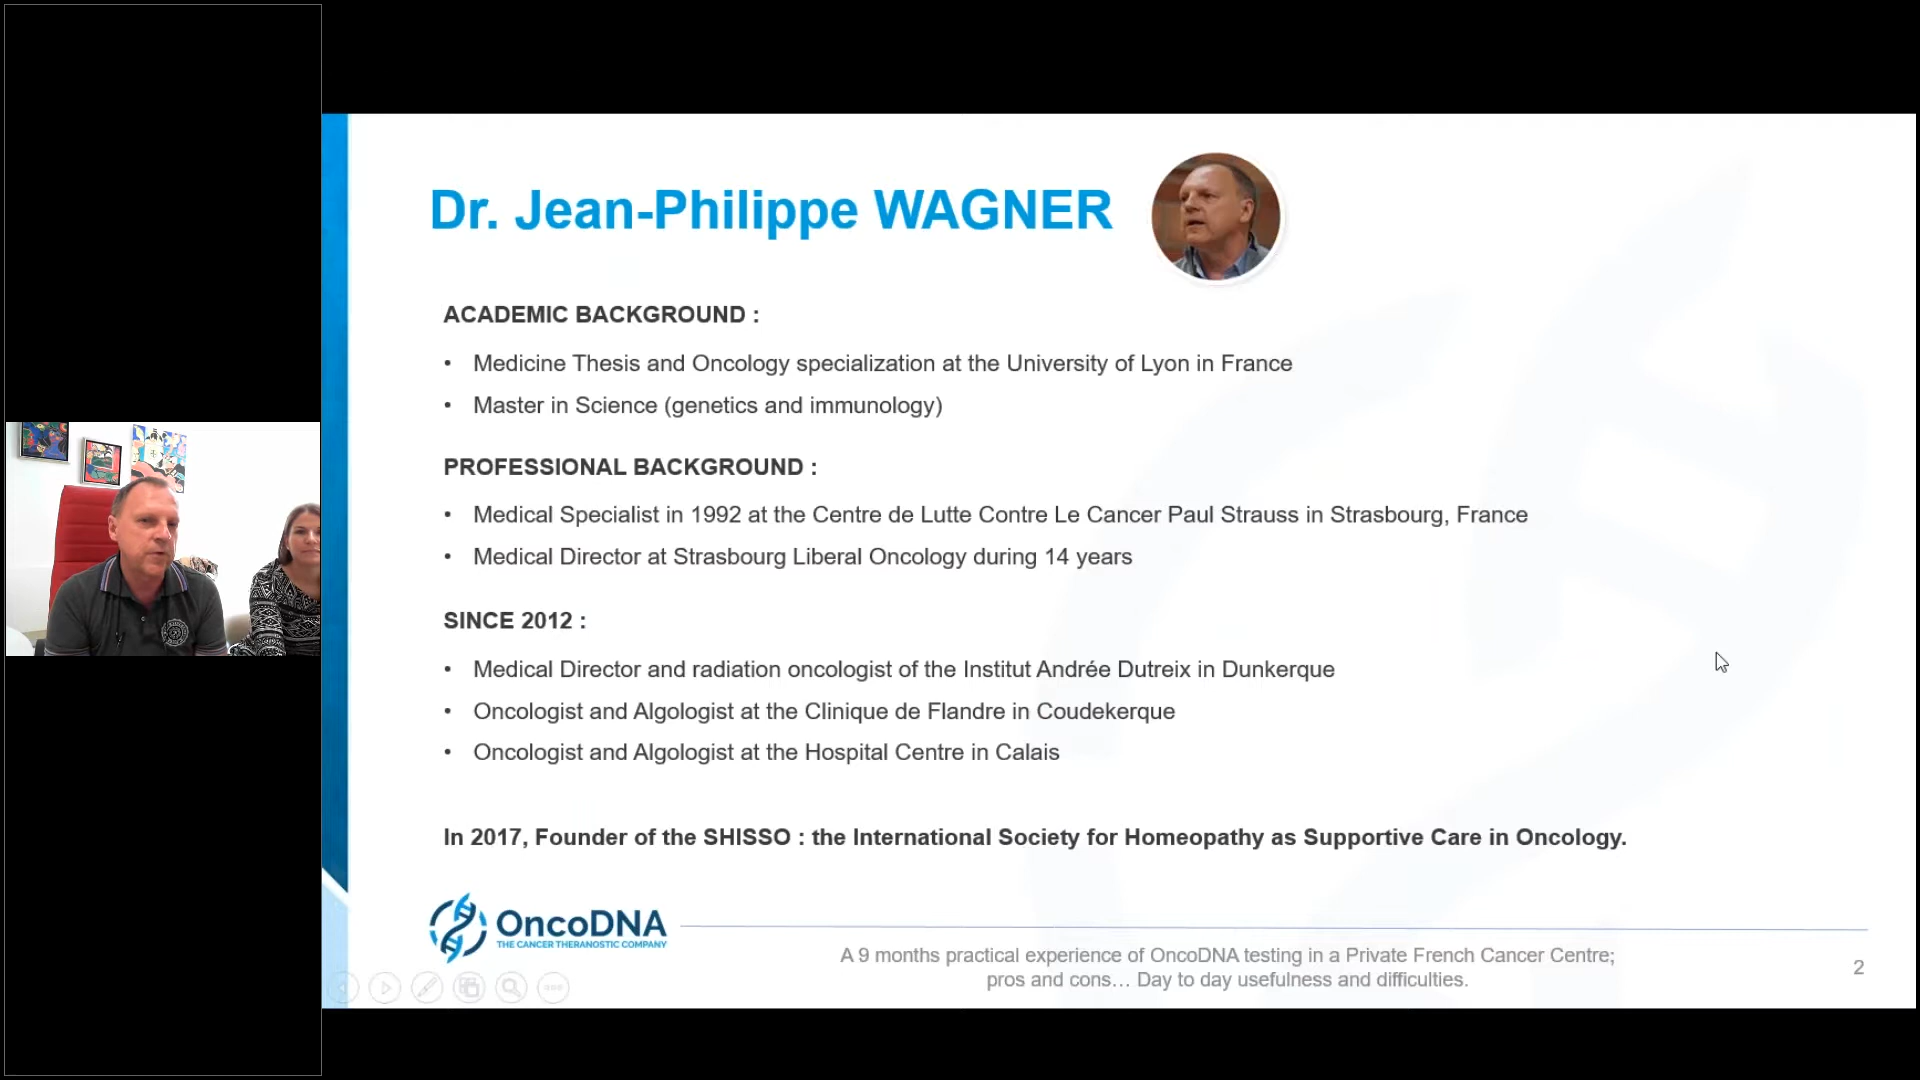 Dr. Jean-Philippe WAGNER
ACADEMIC BACKGROUND :
• Medicine Thesis and Oncology specialization at the University of Lyon in France
• Master in Science (genetics and immunology)
PROFESSIONAL BACKGROUND :
• Medical Specialist in 1992 at the Centre de Lutte Contre Le Cancer Paul Strauss in Strasbourg, France
• Medical Director at Strasbourg Liberal Oncology during 14 years
SINCE 2012 :
• Medical Director and radiation oncologist of the Institut Andrée Dutreix in Dunkerque
• Oncologist and Algologist at the Clinique de Flandre in Coudekerque
• Oncologist and Algologist at the Hospital Centre in Calais
In 2017, Founder of the SHISSO : the International Society for Homeopathy as Supportive Care in Oncology.
OncoDNA
THE CANCER THERANOSTIC COMPANY
A 9 months practical experience of OncoDNA testing in a Private French Cancer Centre;
pros and cons… Day to day usefulness and difficulties.
2